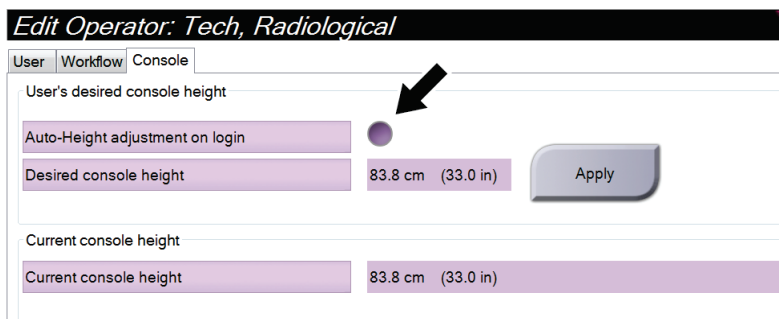 Edit Operator: Tech, Radiological
User Workflow Console
User's desired console height
Auto-Height adjustment on login
Desired console height 83.8 cm (33.0 in) Apply
Current console height
Current console height 83.8 cm (33.0 in)